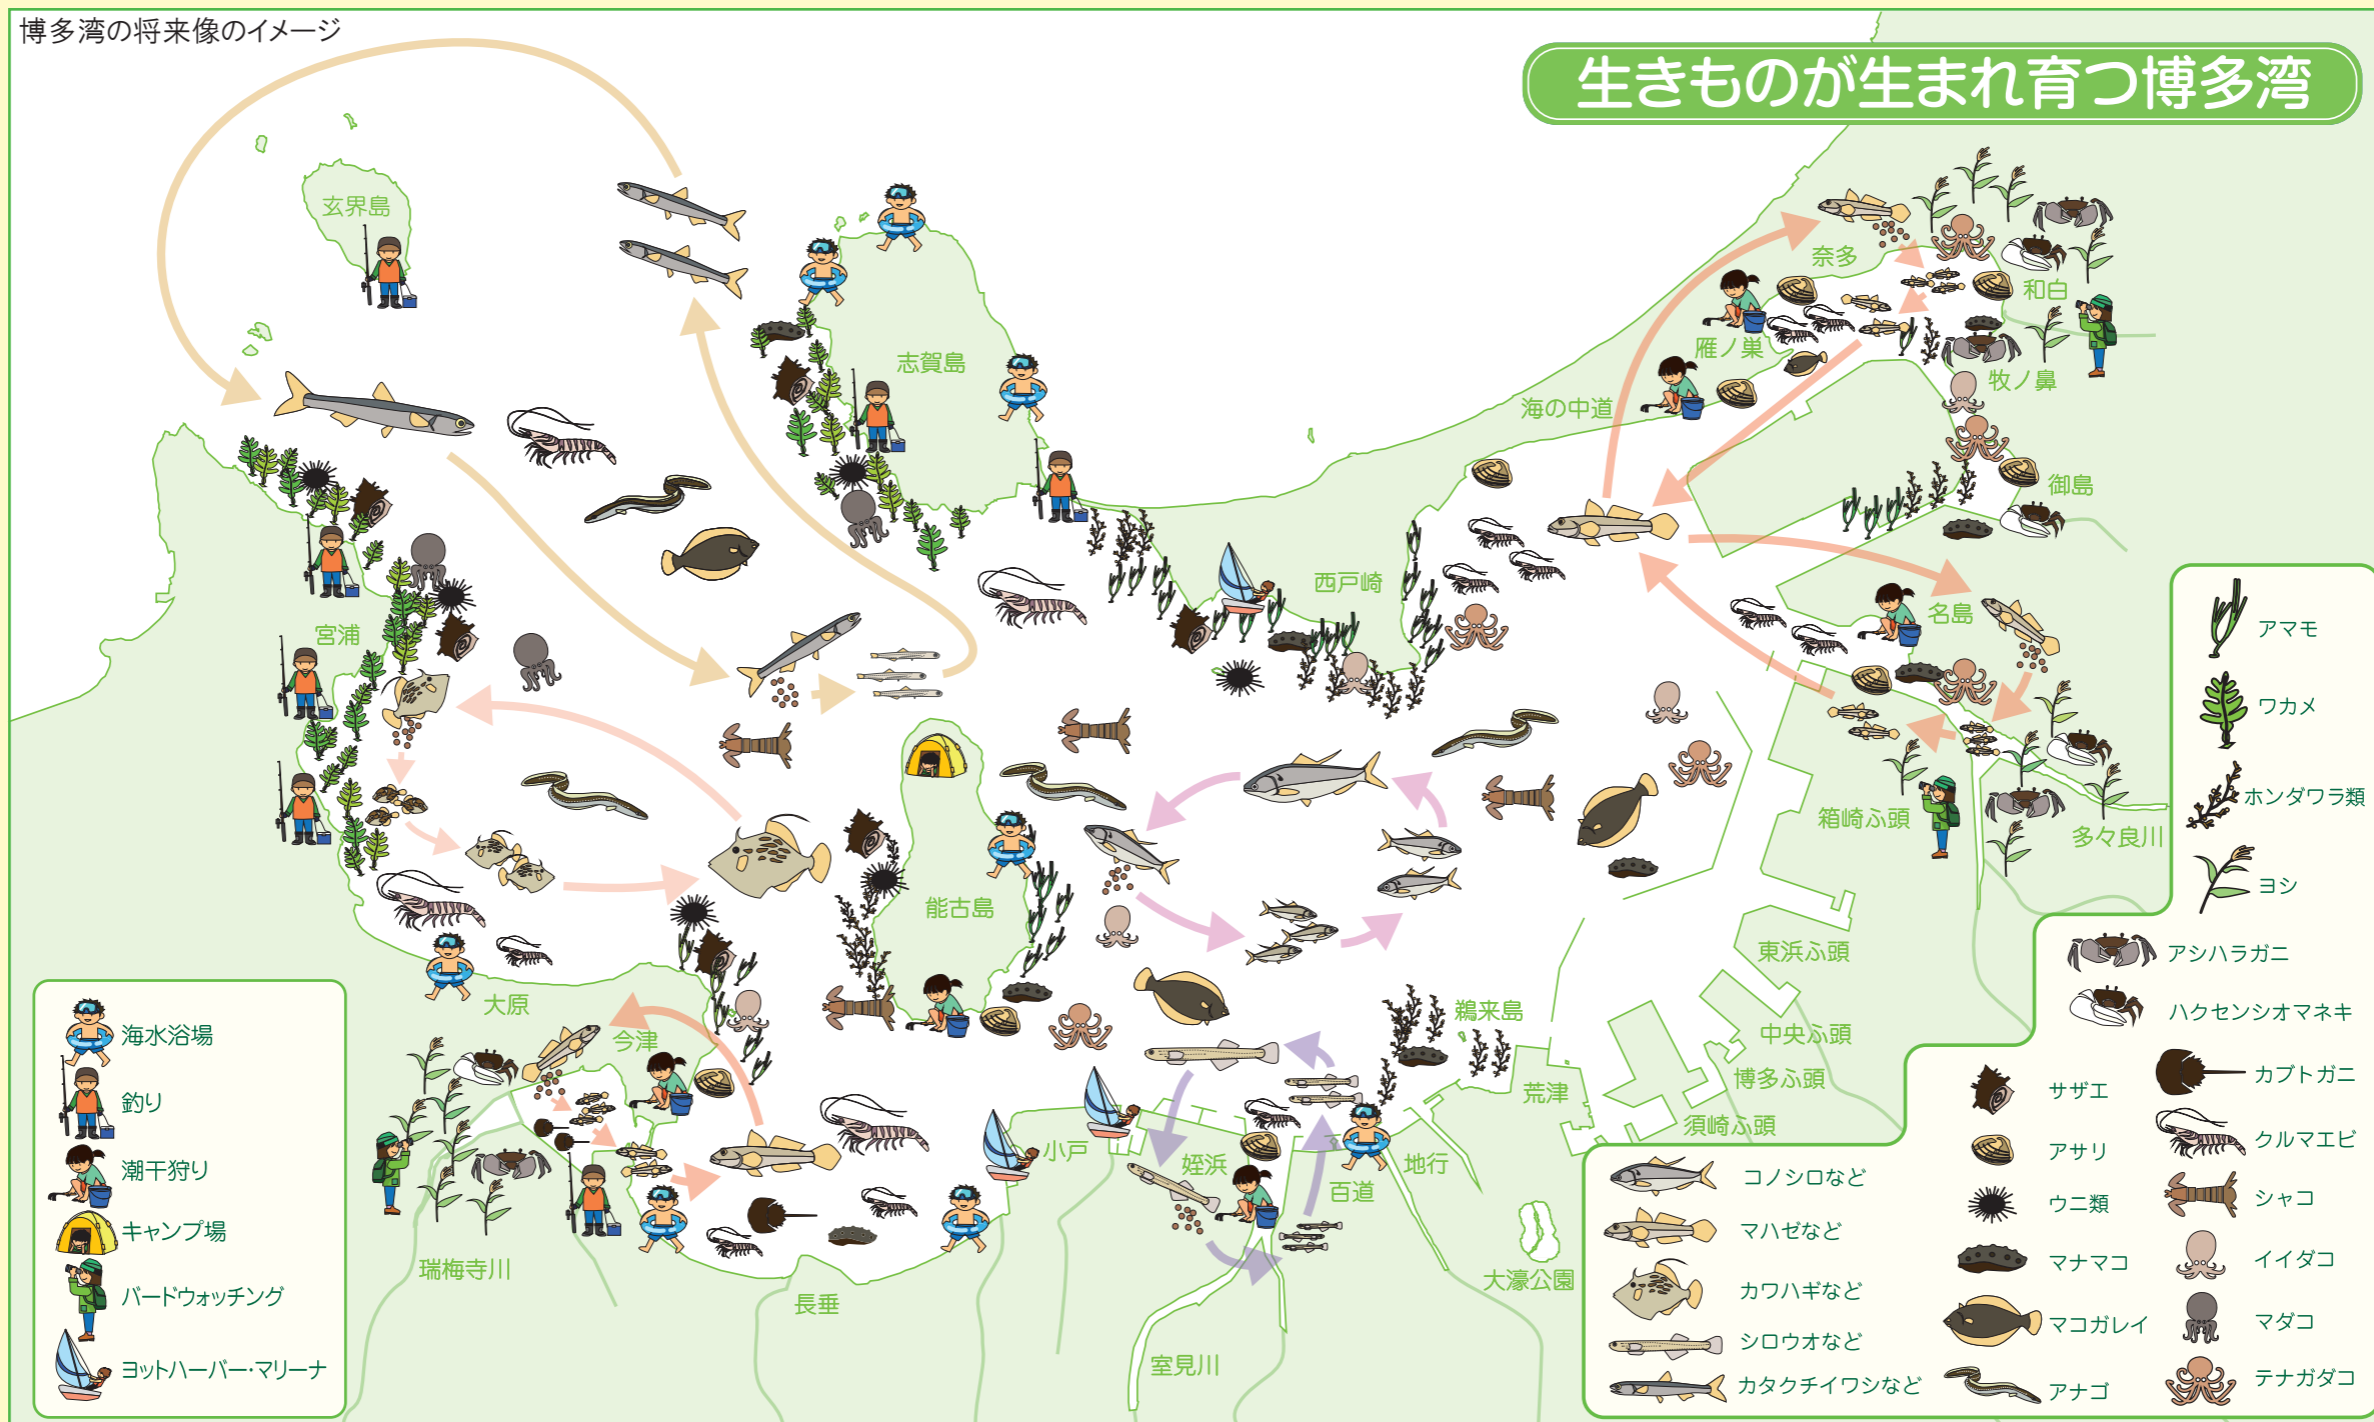 博多湾の将来像のイメージ
生きものが生まれ育つ博多湾
玄界島
志賀島
奈多
和白
雁ノ巣
牧ノ鼻
海の中道
御島
西戸崎
名島
宮浦
箱崎ふ頭
多々良川
能古島
東浜ふ頭
大原
今津
鵜来島
中央ふ頭
博多ふ頭
荒津
須崎ふ頭
小戸
姪浜
地行
百道
瑞梅寺川
長垂
大濠公園
室見川
海水浴場
釣り
潮干狩り
キャンプ場
バードウォッチング
ヨットハーバー・マリーナ
アマモ
ワカメ
ホンダワラ類
ヨシ
アシハラガニ
ハクセンシオマネキ
サザエ
カブトガニ
アサリ
クルマエビ
コノシロなど
ウニ類
シャコ
マハゼなど
マナマコ
イイダコ
カワハギなど
マコガレイ
マダコ
シロウオなど
カタクチイワシなど
アナゴ
テナガダコ